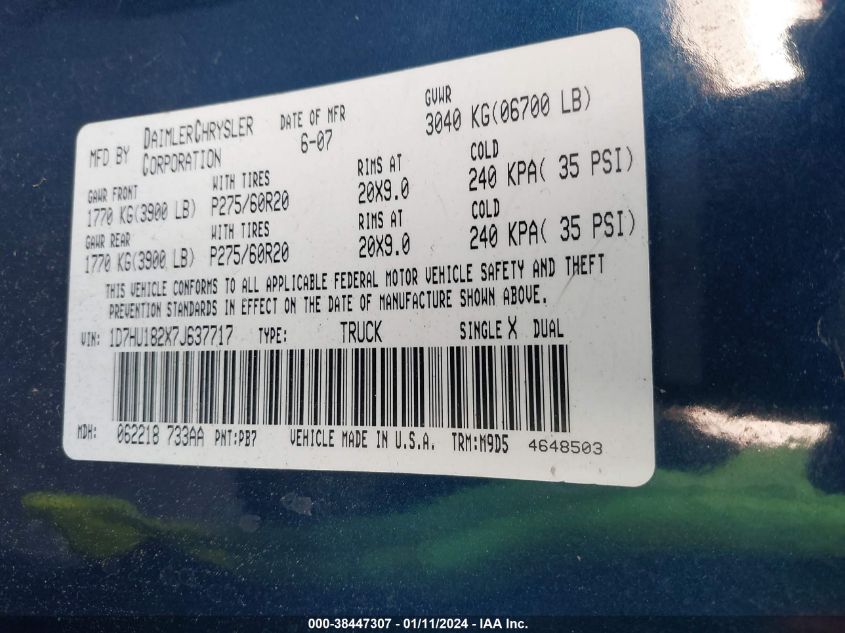 MFD BY DAIMLERCHRYSLER CORPORATION DATE OF MFR 6-07 GVWR 3040 KG(06700 LB)
GAWR FRONT WITH TIRES RIMS AT COLD
1770 KG(3900 LB) P275/60R20 20X9.0 240 KPA( 35 PSI)
GAWR REAR WITH TIRES RIMS AT COLD
1770 KG(3900 LB) P275/60R20 20X9.0 240 KPA( 35 PSI)
THIS VEHICLE CONFORMS TO ALL APPLICABLE FEDERAL MOTOR VEHICLE SAFETY AND THEFT
PREVENTION STANDARDS IN EFFECT ON THE DATE OF MANUFACTURE SHOWN ABOVE.
VIN: 1D7HU182X7J637717 TYPE: TRUCK SINGLE X DUAL
MDH: 062218 733AA PNT:PB7 VEHICLE MADE IN U.S.A. TRM:M9D5 4648503
000-38447307 - 01/11/2024 - IAA Inc.